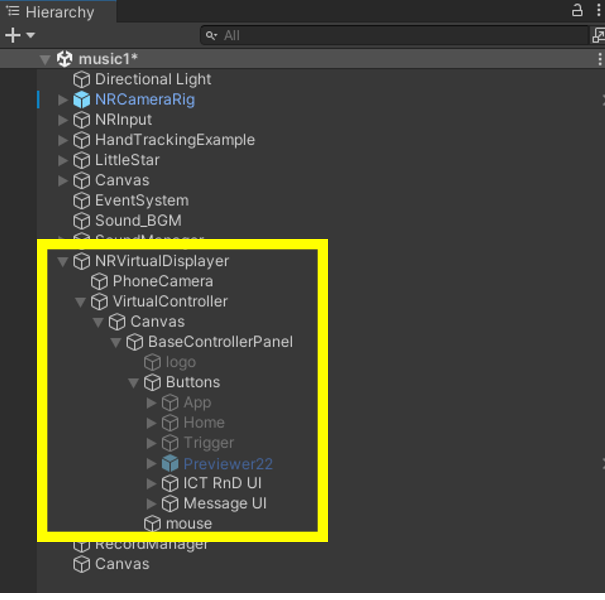 Hierarchy
All
music1*
Directional Light
NRCameraRig
NRInput
HandTrackingExample
LittleStar
Canvas
EventSystem
Sound_BGM
SoundManager
NRVirtualDisplayer
PhoneCamera
VirtualController
Canvas
BaseControllerPanel
logo
Buttons
App
Home
Trigger
Previewer22
ICT RnD UI
Message UI
mouse
RecordManager
Canvas